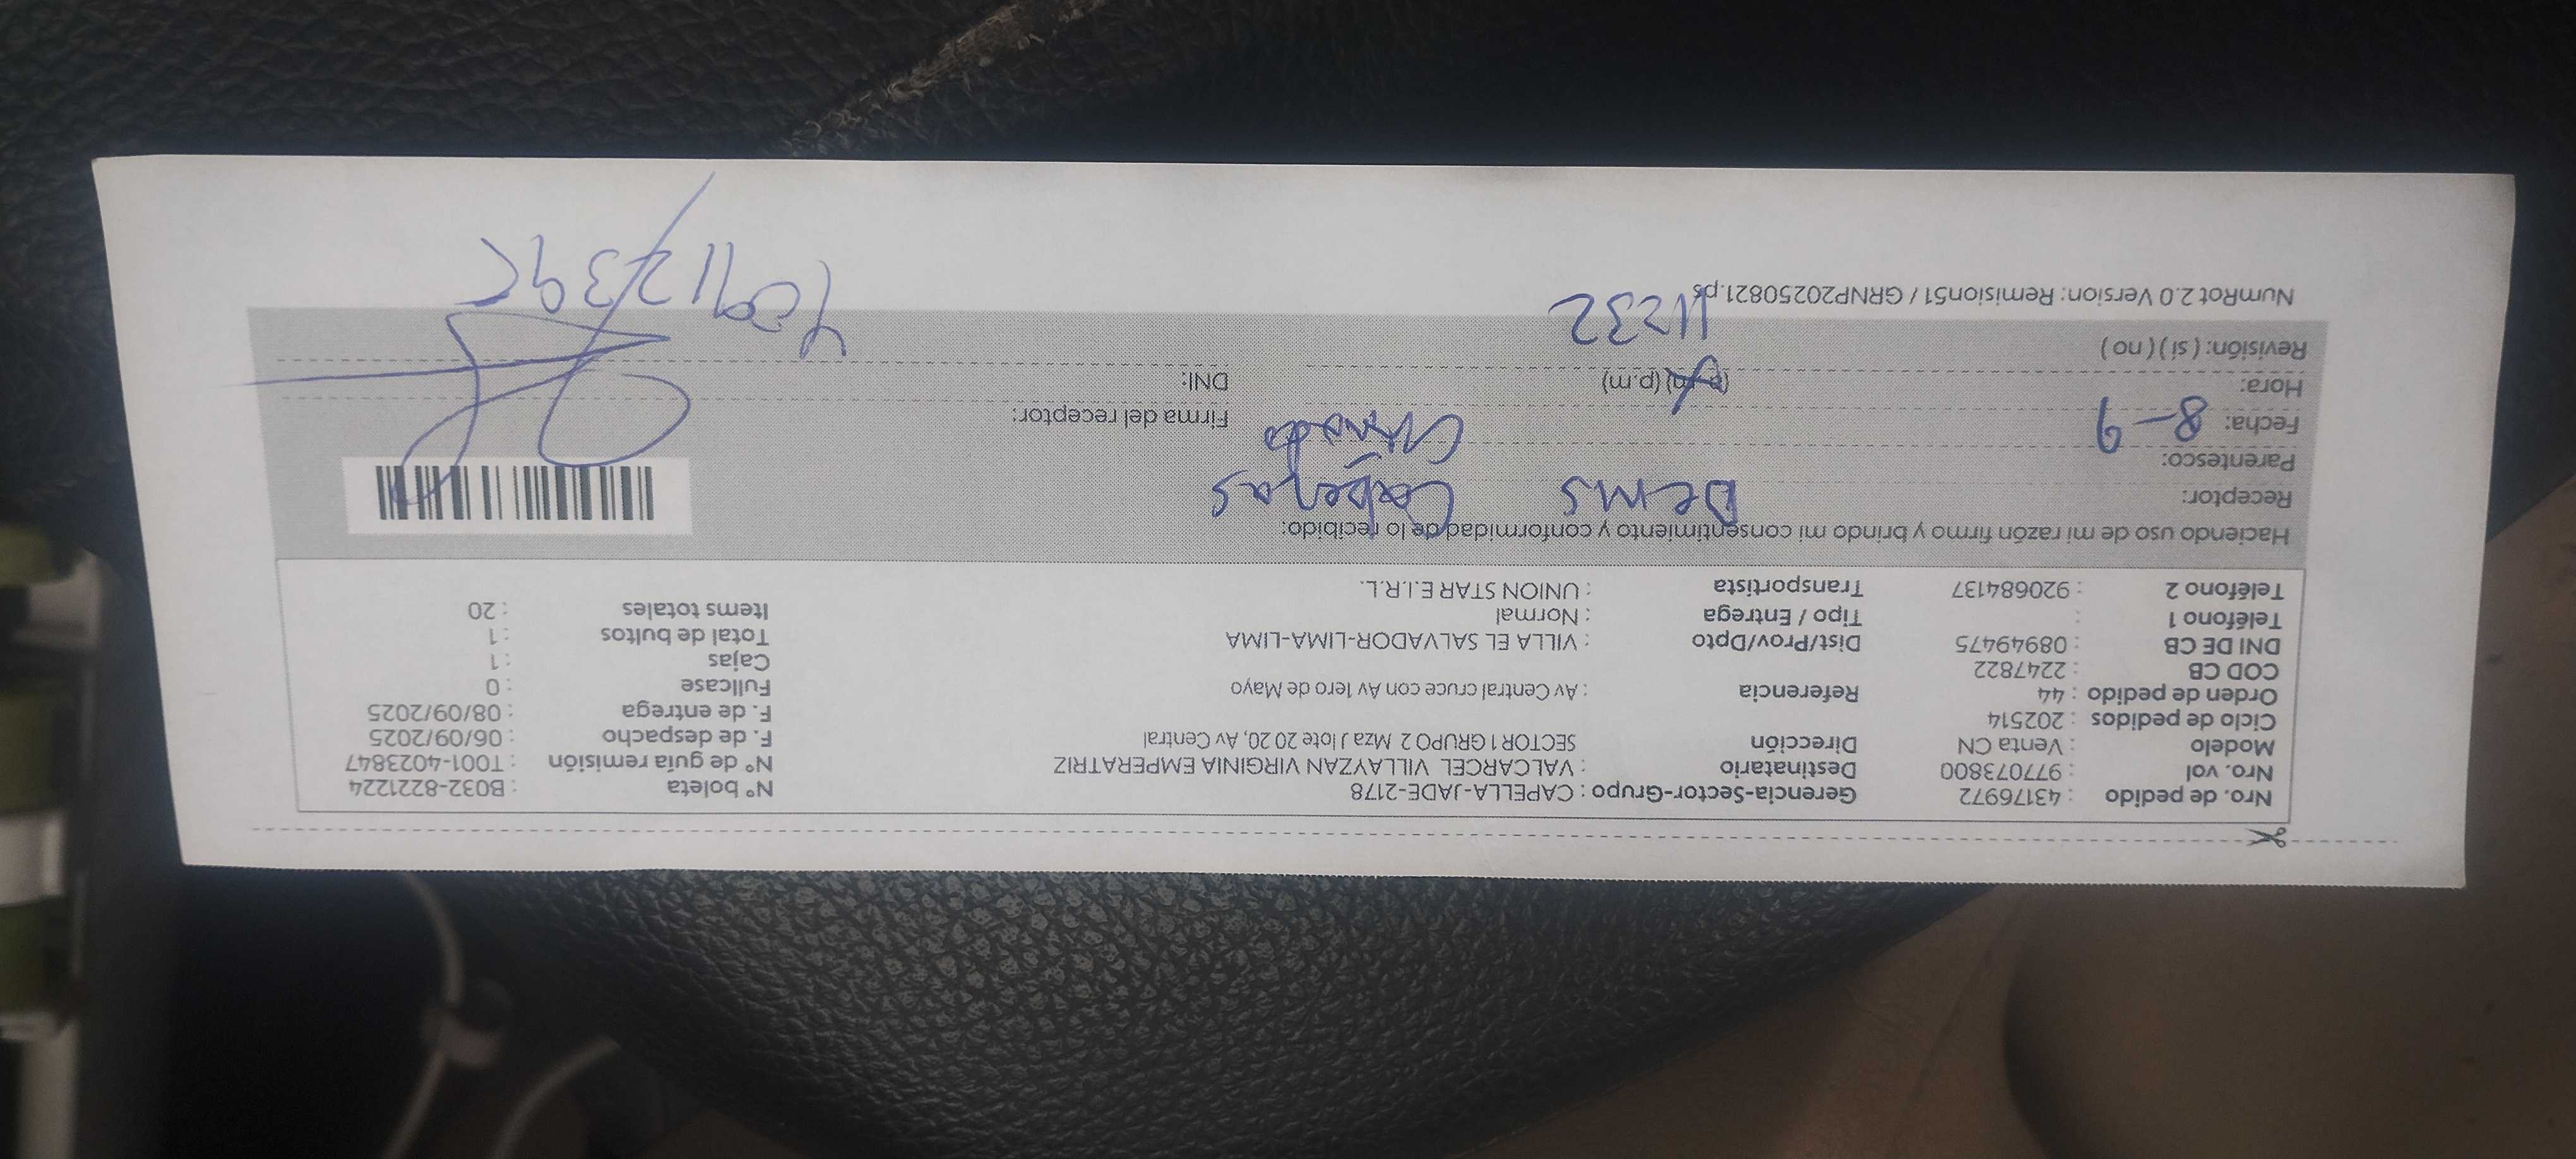 Nro. de pedido : 43176972 Gerencia-Sector-Grupo : CAPELLA-JADE-2178 N° boleta : B032-8221224
Nro. vol : 977073800 Destinatario : VALCARCEL VILLAYZAN VIRGINIA EMPERATRIZ N° de guía remisión : T001-4023847
Modelo : Venta CN Dirección SECTOR 1 GRUPO 2 Mza J lote 20 20, Av Central F. de despacho : 06/09/2025
Ciclo de pedidos : 202514 F. de entrega : 08/09/2025
Orden de pedido : 44 Referencia : Av Central cruce con Av 1ero de Mayo Fullcase : 0
COD CB : 2247822 Cajas : 1
DNI DE CB : 08949475 Dist/Prov/Dpto : VILLA EL SALVADOR-LIMA-LIMA Total de bultos : 1
Teléfono 1 : Tipo / Entrega : Normal Items totales : 20
Teléfono 2 : 920684137 Transportista : UNION STAR E.I.R.L.
Haciendo uso de mi razón firmo y brindo mi consentimiento y conformidad de lo recibido:
Receptor: Denis Cabezas
Parentesco:
Fecha: 8-9 Firma del receptor:
Hora: (a.m) (p.m) DNI:
Revisión: ( si ) ( no )
11:32
NumRot 2.0 Version: Remision51 / GRNP20250821.ps